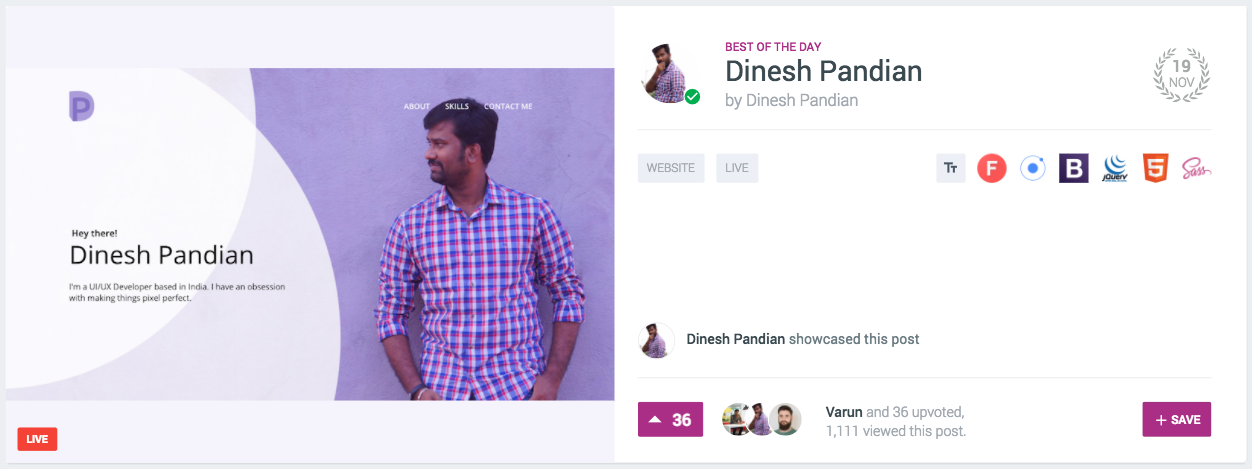 P
ABOUT SKILLS CONTACT ME
Hey there!
Dinesh Pandian
I'm a UI/UX Developer based in India. I have an obsession
with making things pixel perfect.
LIVE
BEST OF THE DAY
Dinesh Pandian
by Dinesh Pandian
19
NOV
WEBSITE LIVE
TT F B jQuery 5 Sass
Dinesh Pandian showcased this post
36
Varun and 36 upvoted,
1,111 viewed this post.
+ SAVE